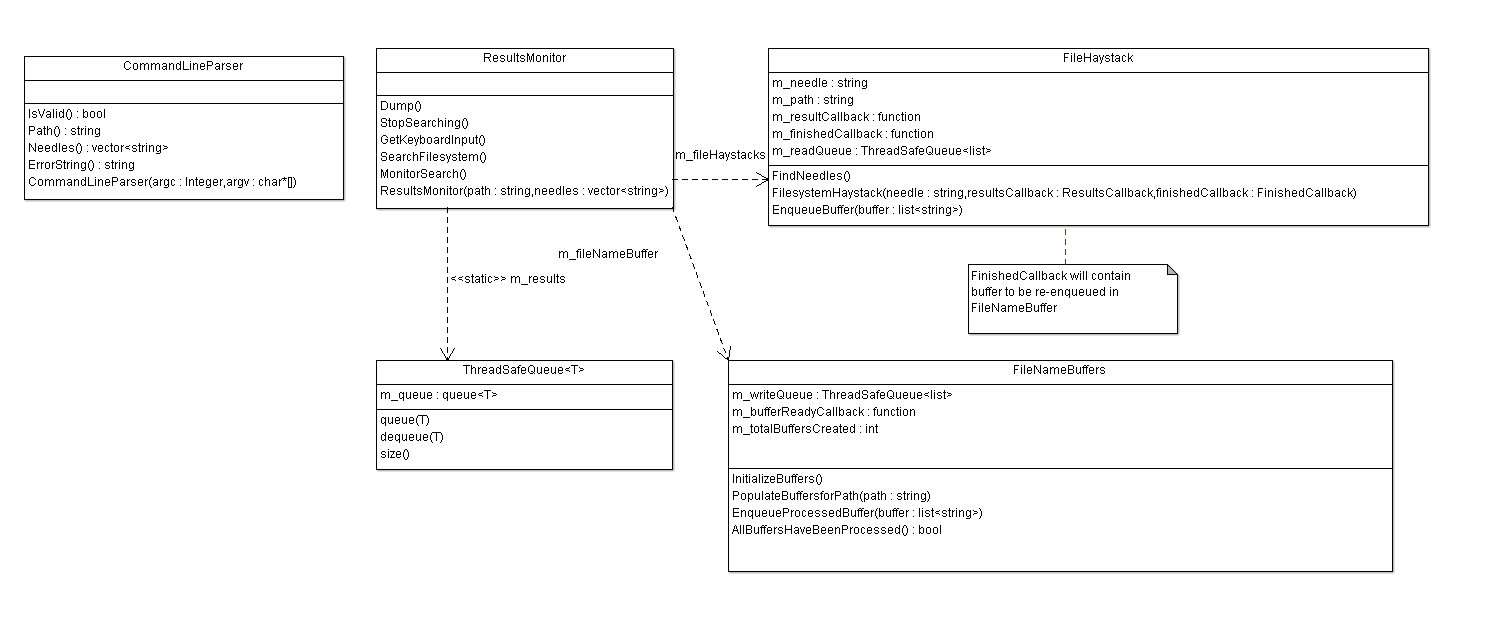 CommandLineParser
IsValid() : bool
Path() : string
Needles() : vector<string>
ErrorString() : string
CommandLineParser(argc : Integer,argv : char*[])
ResultsMonitor
Dump()
StopSearching()
GetKeyboardInput()
SearchFilesystem()
MonitorSearch()
ResultsMonitor(path : string,needles : vector<string>)
m_fileHaystacks
FileHaystack
m_needle : string
m_path : string
m_resultCallback : function
m_finishedCallback : function
m_readQueue : ThreadSafeQueue<list>
FindNeedles()
FilesystemHaystack(needle : string,resultsCallback : ResultsCallback,finishedCallback : FinishedCallback)
EnqueueBuffer(buffer : list<string>)
m_fileNameBuffer
<<static>> m_results
FinishedCallback will contain
buffer to be re-enqueued in
FileNameBuffer
ThreadSafeQueue<T>
m_queue : queue<T>
queue(T)
dequeue(T)
size()
FileNameBuffers
m_writeQueue : ThreadSafeQueue<list>
m_bufferReadyCallback : function
m_totalBuffersCreated : int
InitializeBuffers()
PopulateBuffersforPath(path : string)
EnqueueProcessedBuffer(buffer : list<string>)
AllBuffersHaveBeenProcessed() : bool